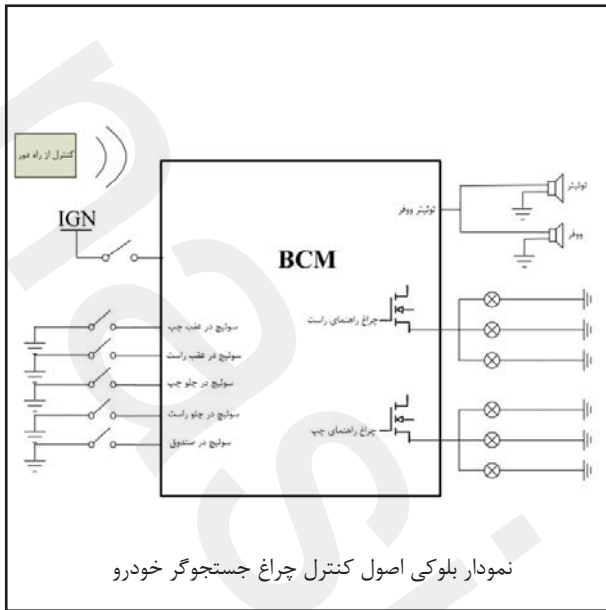 کنترل از راه دور
IGN
BCM
توئیتر ووفر
توئیتر
ووفر
سوئیچ در عقب چپ
سوئیچ در عقب راست
سوئیچ در جلو چپ
سوئیچ در جلو راست
سوئیچ در صندوق
چراغ راهنمای راست
چراغ راهنمای چپ
نمودار بلوکی اصول کنترل چراغ جستجوگر خودرو